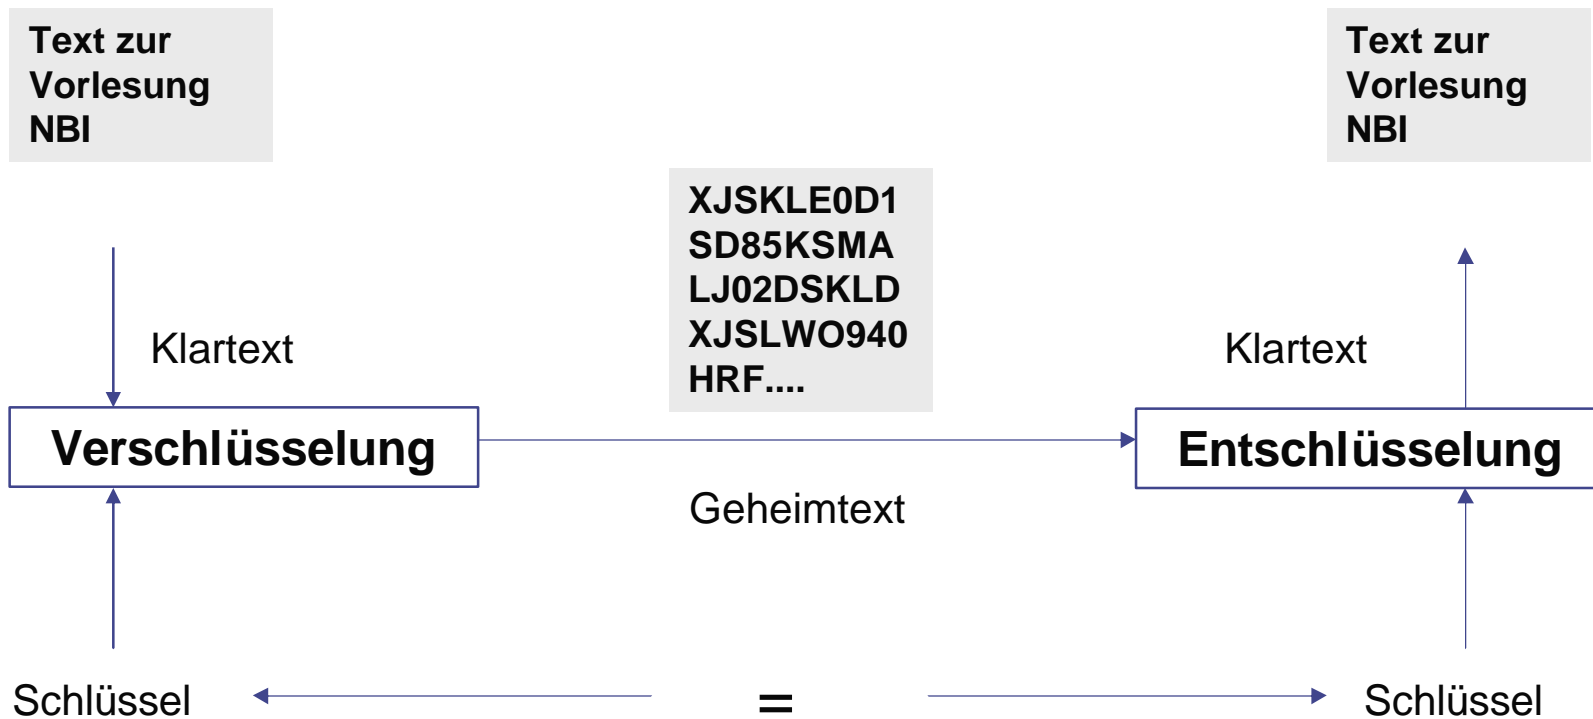 Text zur
Vorlesung
NBI
Text zur
Vorlesung
NBI
XJSKLE0D1
SD85KSMA
LJ02DSKLD
XJSLWO940
HRF....
Klartext
Klartext
Verschlüsselung
Entschlüsselung
Geheimtext
Schlüssel
=
Schlüssel